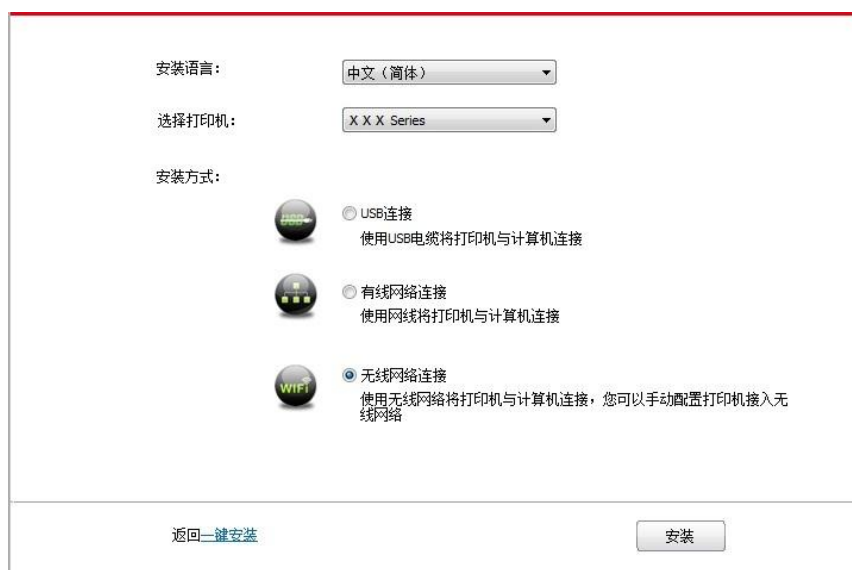 安装语言：
中文（简体）
选择打印机：
X X X Series
安装方式：
USB
USB连接
使用USB电缆将打印机与计算机连接
有线网络连接
使用网线将打印机与计算机连接
WiFi
无线网络连接
使用无线网络将打印机与计算机连接，您可以手动配置打印机接入无
线网络
返回一键安装
安装